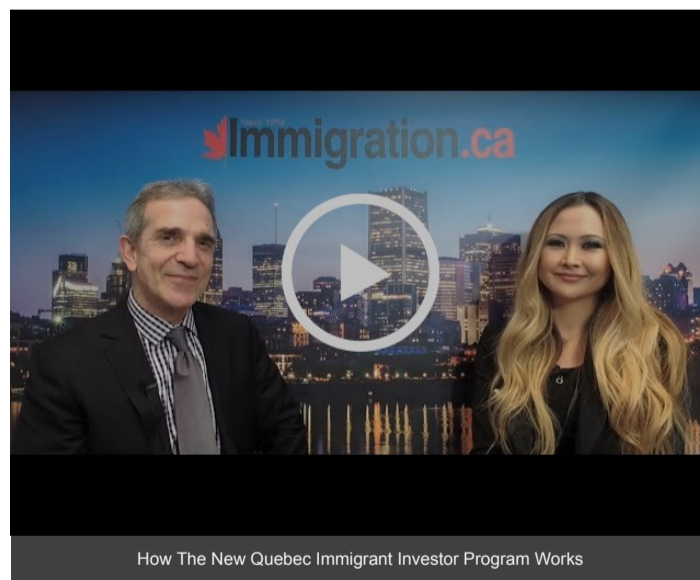 Since 1994
Immigration.ca
How The New Quebec Immigrant Investor Program Works